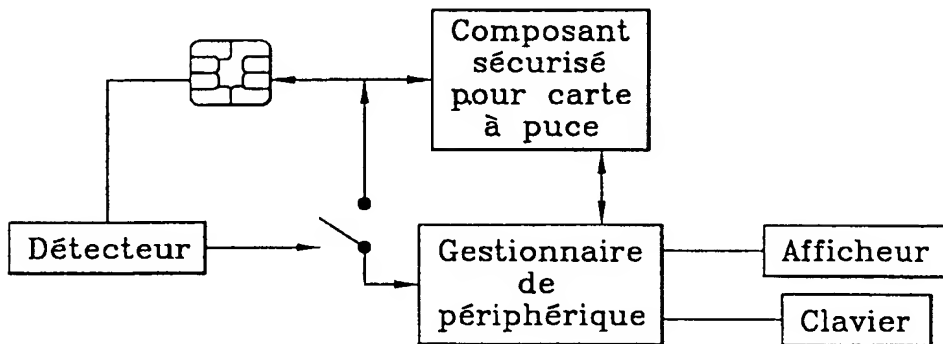 Composant
sécurisé
pour carte
à puce
Détecteur
Gestionnaire
de
périphérique
Afficheur
Clavier